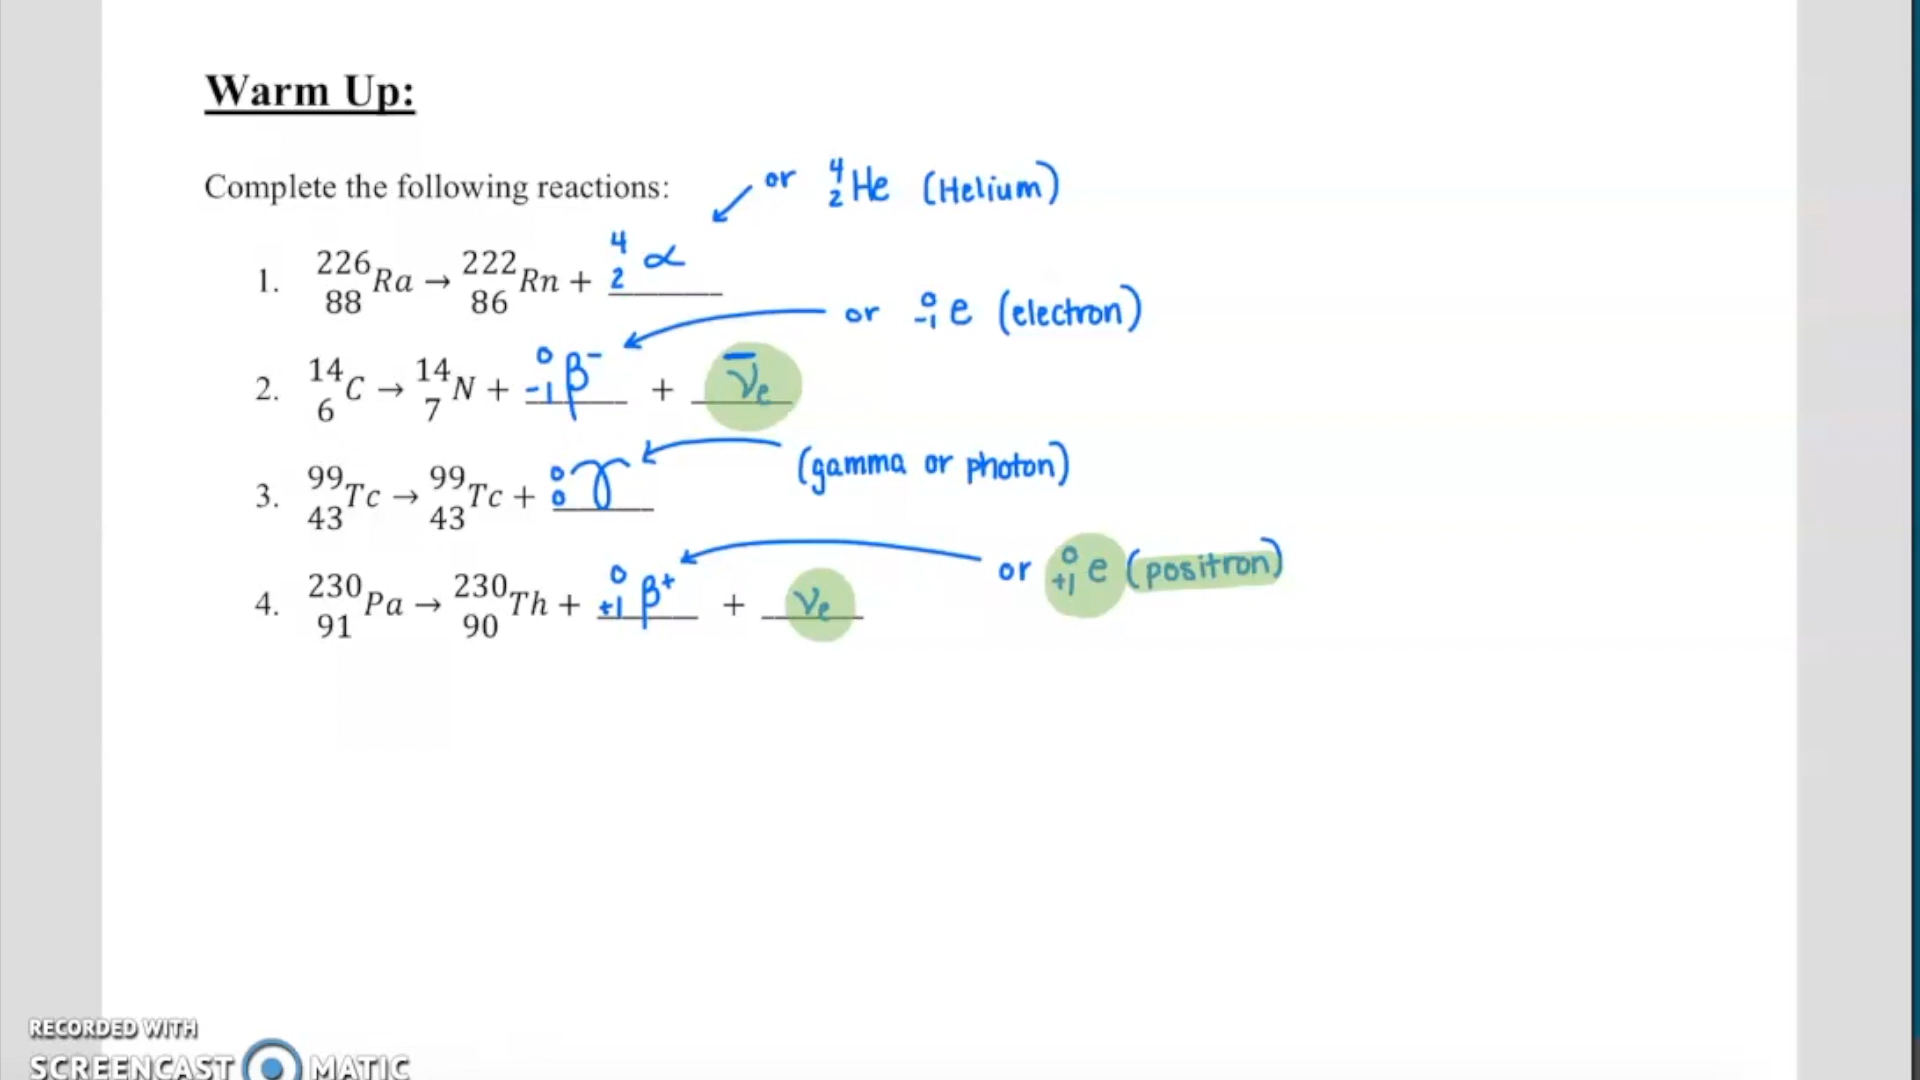 Warm Up:
Complete the following reactions:
or ⁴₂He (Helium)
1. ²²⁶₈₈Ra → ²²²₈₆Rn + ⁴₂α
or ⁰₋₁e (electron)
2. ¹⁴₆C → ¹⁴₇N + ⁰₋₁β⁻ + ν̅ₑ
(gamma or photon)
3. ⁹⁹₄₃Tc → ⁹⁹₄₃Tc + ⁰₀γ
or ⁰₊₁e (positron)
4. ²³⁰₉₁Pa → ²³⁰₉₀Th + ⁰₊₁β⁺ + νₑ
RECORDED WITH
SCREENCAST MATIC